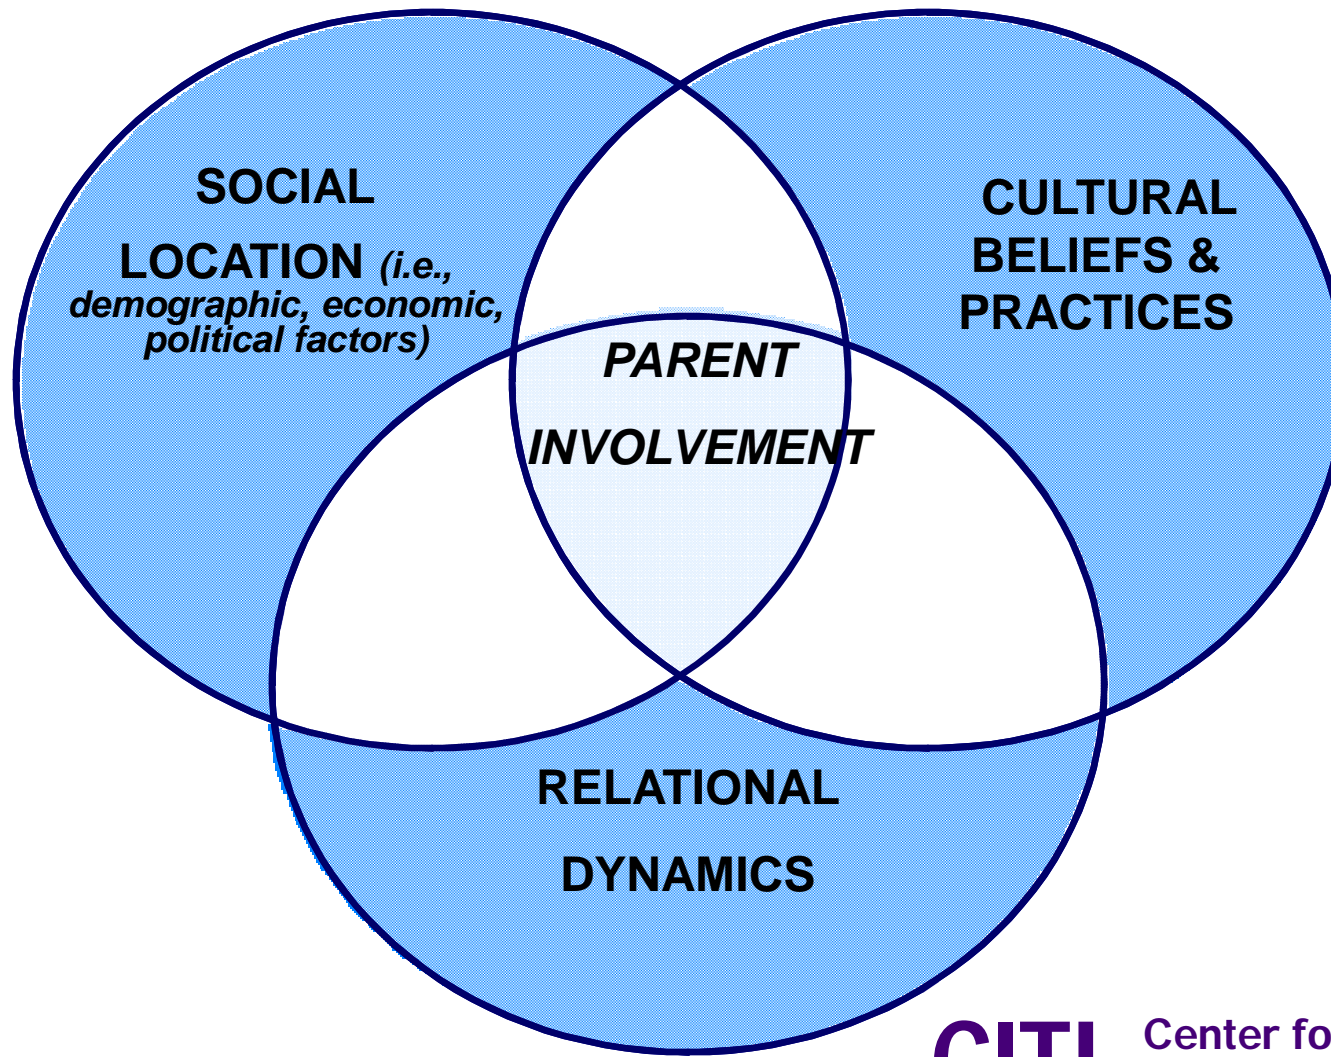 SOCIAL
LOCATION (i.e.,
demographic, economic,
political factors)
CULTURAL
BELIEFS &
PRACTICES
PARENT
INVOLVEMENT
RELATIONAL
DYNAMICS
Center fo